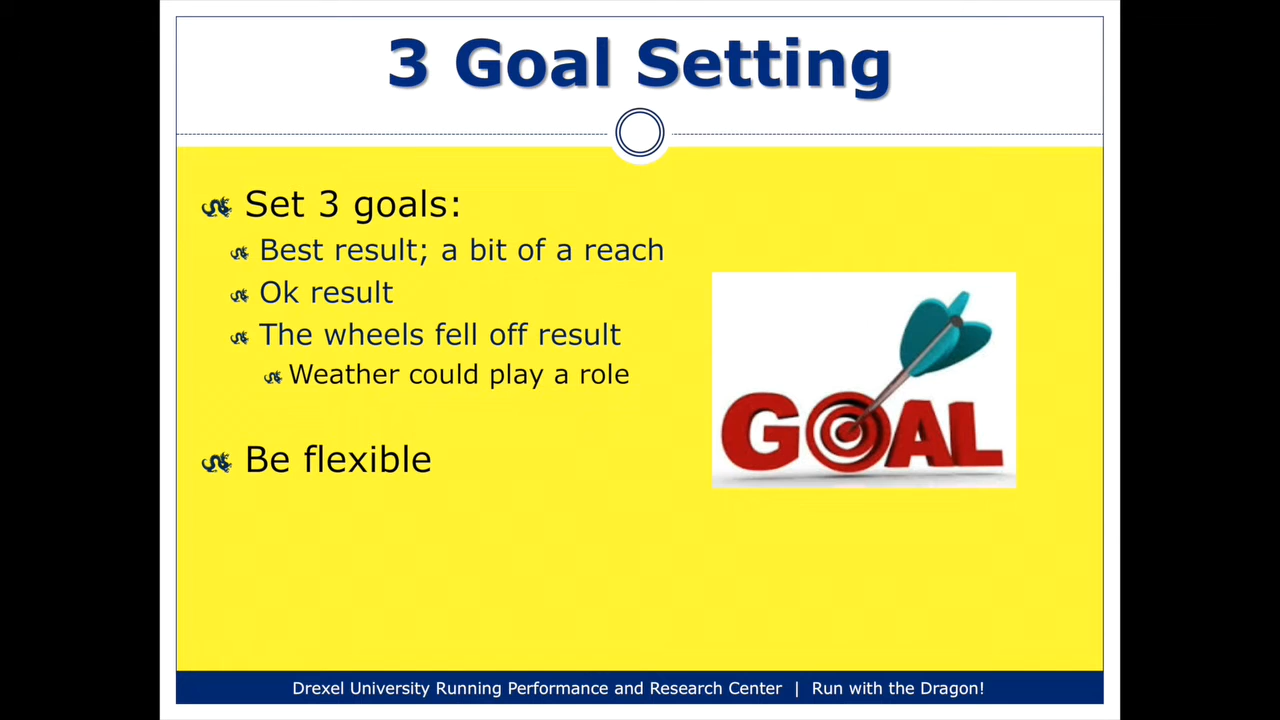 3 Goal Setting
Set 3 goals:
Best result; a bit of a reach
Ok result
The wheels fell off result
Weather could play a role
Be flexible
GOAL
Drexel University Running Performance and Research Center | Run with the Dragon!